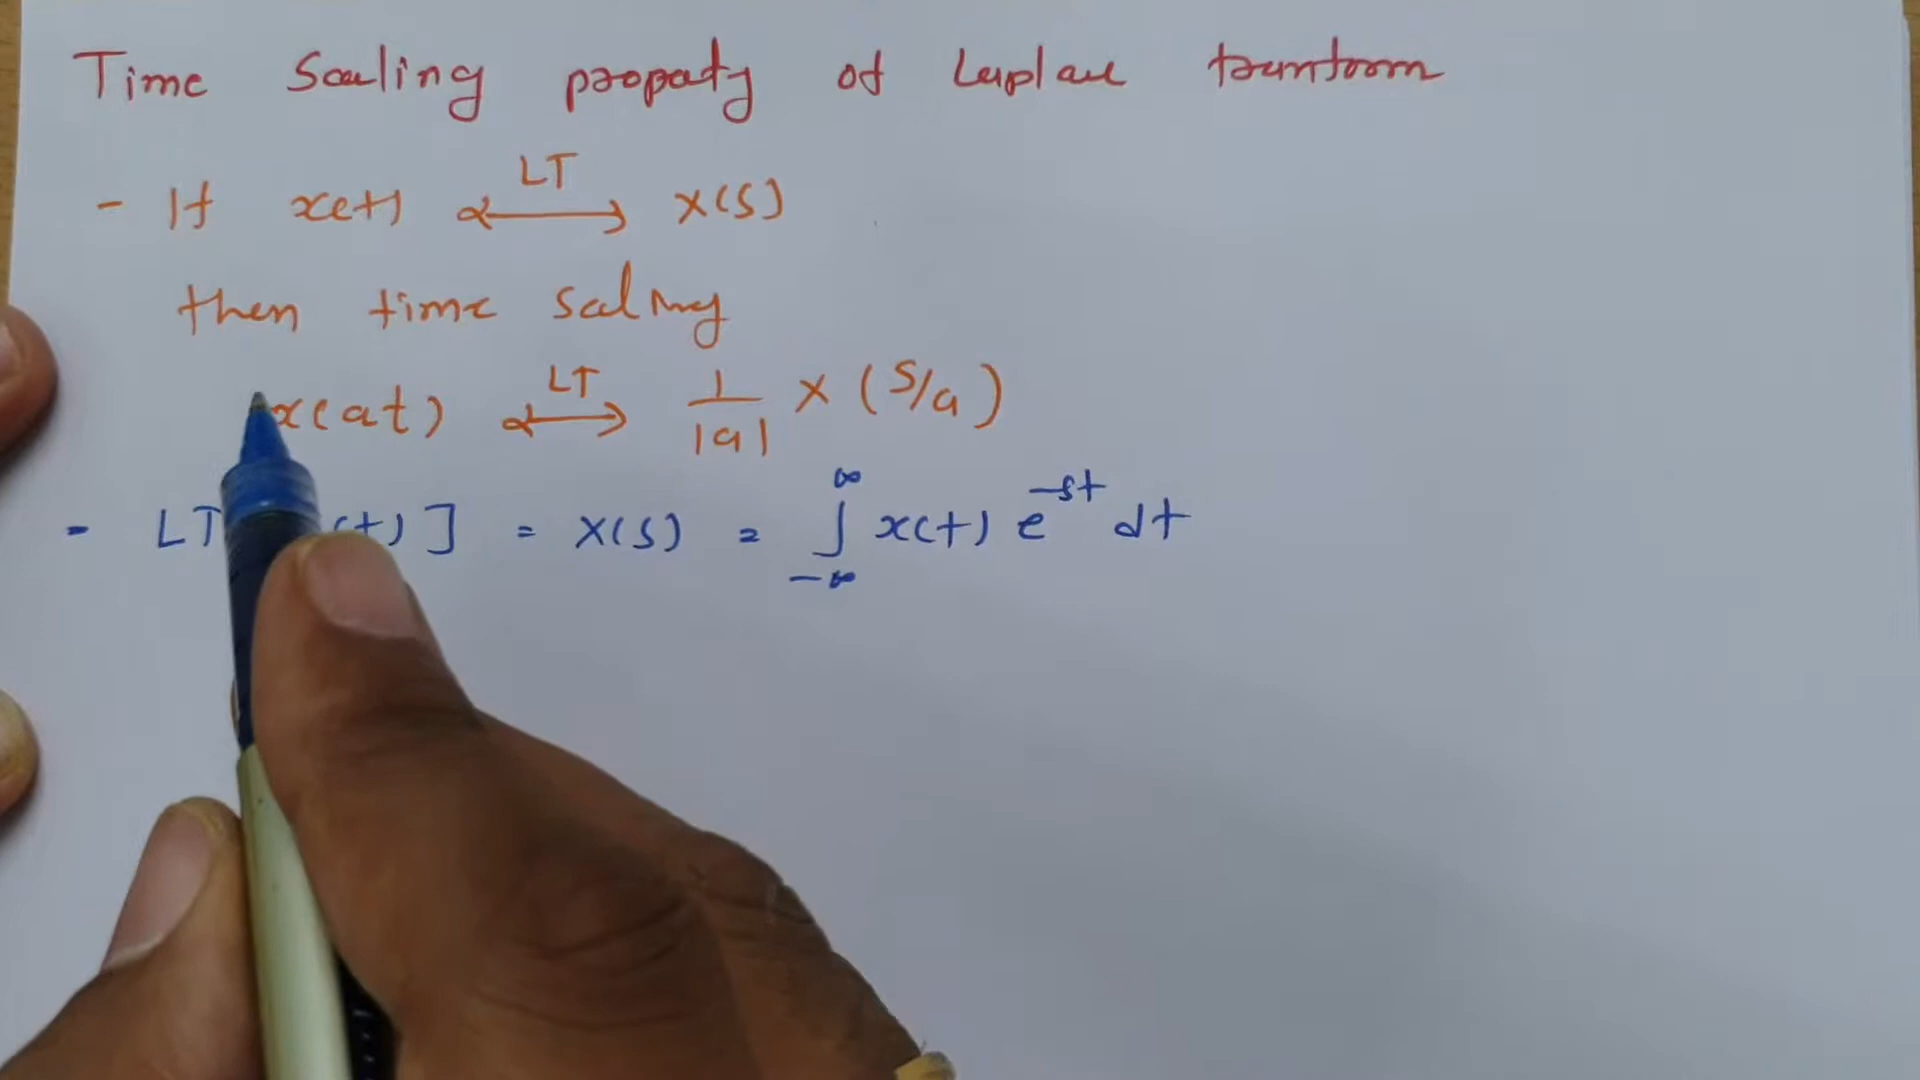 Time Scaling property of Laplace transform
- If x(t) LT ⟷ X(s)
then time scaling
x(at) LT ⟷ 1/|a| X(s/a)
- LT (t)] = X(s) = ∫_{-∞}^{∞} x(t) e^{-st} dt